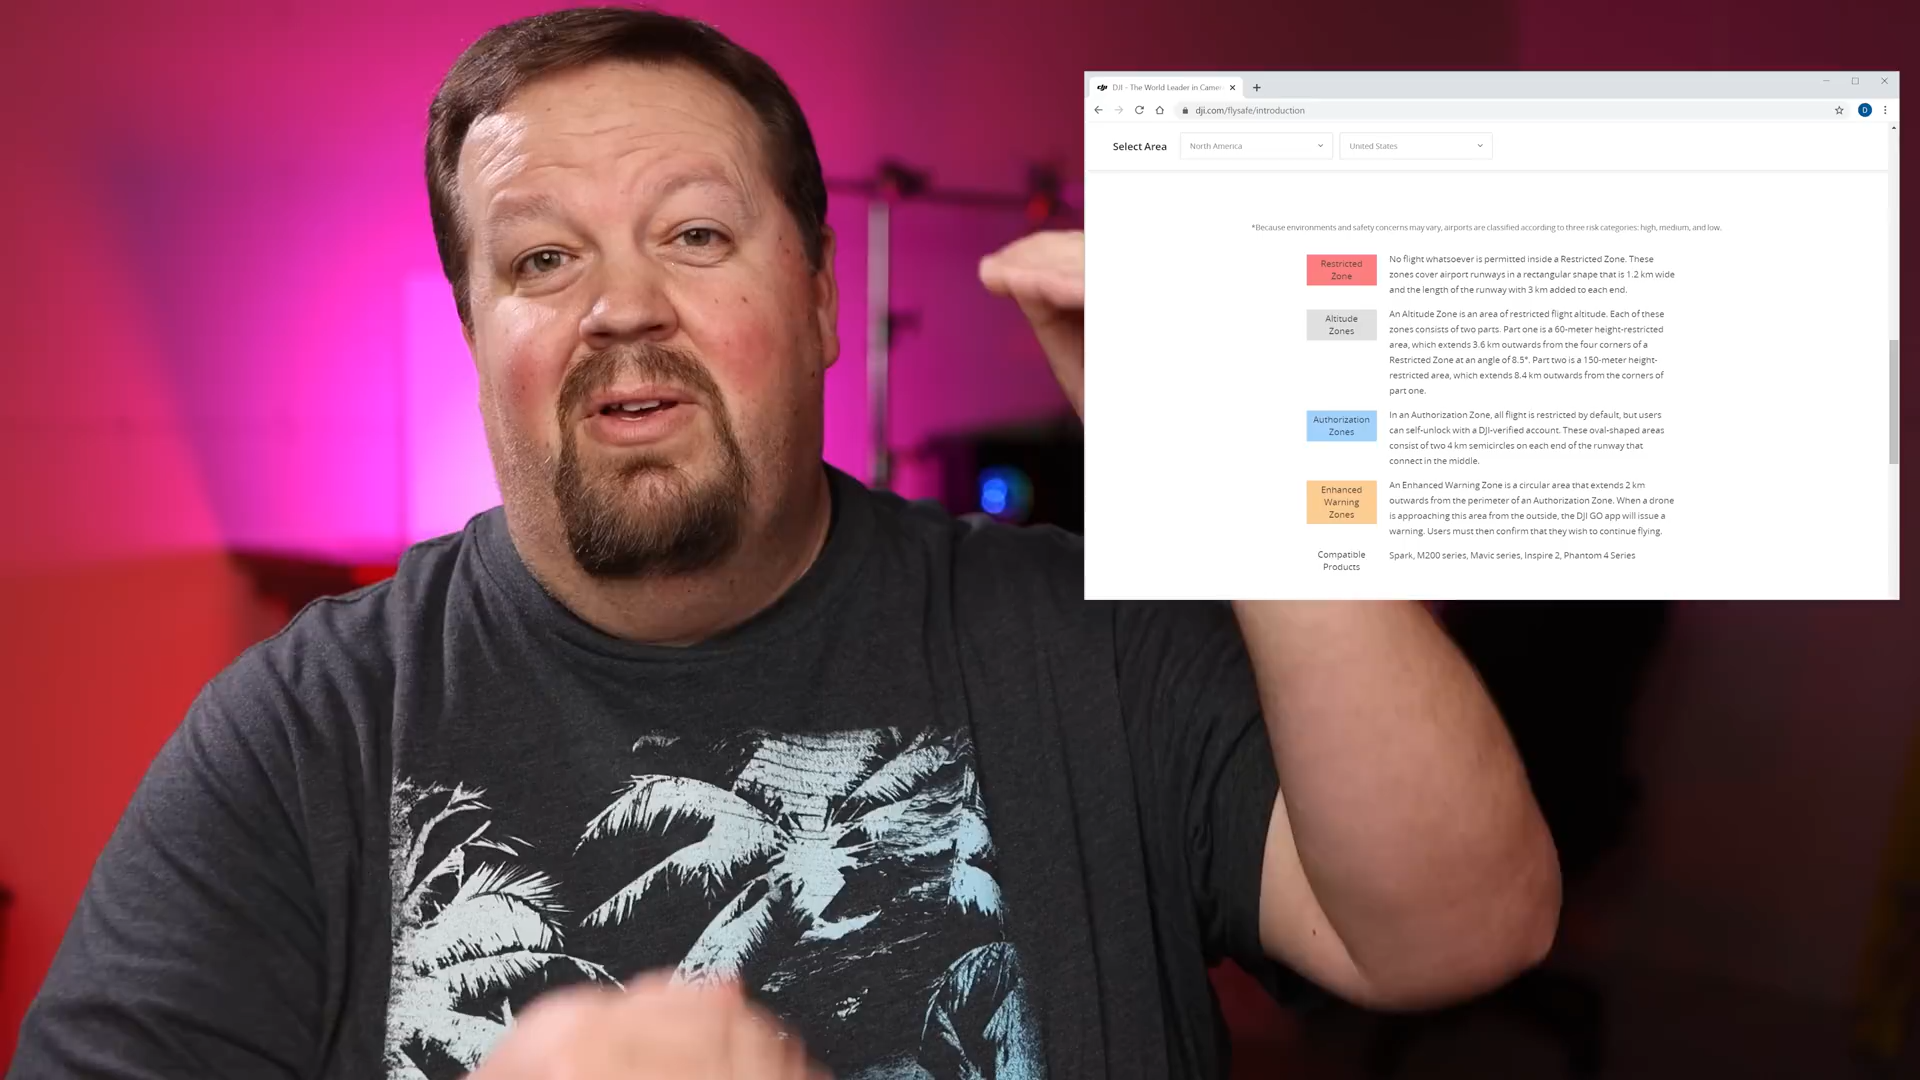 DJI - The World Leader in Came
dji.com/flysafe/introduction
D
Select Area
North America
United States
*Because environments and safety concerns may vary, airports are classified according to three risk categories: high, medium, and low.
Restricted
Zone
No flight whatsoever is permitted inside a Restricted Zone. These
zones cover airport runways in a rectangular shape that is 1.2 km wide
and the length of the runway with 3 km added to each end.
Altitude
Zones
An Altitude Zone is an area of restricted flight altitude. Each of these
zones consists of two parts. Part one is a 60-meter height-restricted
area, which extends 3.6 km outwards from the four corners of a
Restricted Zone at an angle of 8.5°. Part two is a 150-meter height-
restricted area, which extends 8.4 km outwards from the corners of
part one.
Authorization
Zones
In an Authorization Zone, all flight is restricted by default, but users
can self-unlock with a DJI-verified account. These oval-shaped areas
consist of two 4 km semicircles on each end of the runway that
connect in the middle.
Enhanced
Warning
Zones
An Enhanced Warning Zone is a circular area that extends 2 km
outwards from the perimeter of an Authorization Zone. When a drone
is approaching this area from the outside, the DJI GO app will issue a
warning. Users must then confirm that they wish to continue flying.
Compatible
Products
Spark, M200 series, Mavic series, Inspire 2, Phantom 4 Series